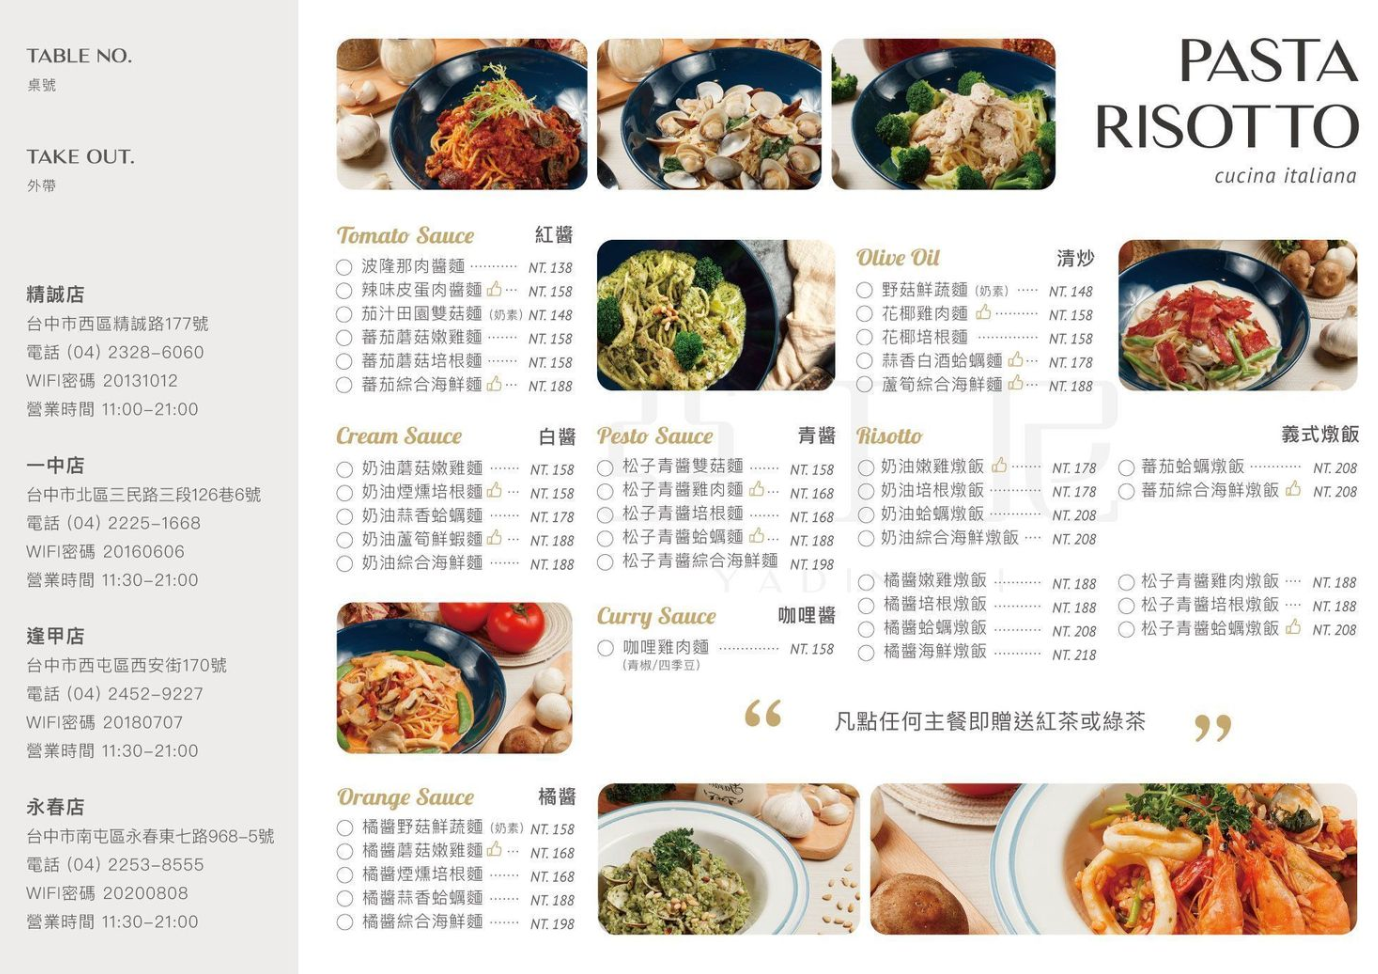 TABLE NO.
桌號
TAKE OUT.
外帶
精誠店
台中市西區精誠路177號
電話 (04) 2328-6060
WIFI密碼 20131012
營業時間 11:00-21:00
一中店
台中市北區三民路三段126巷6號
電話 (04) 2225-1668
WIFI密碼 20160606
營業時間 11:30-21:00
逢甲店
台中市西屯區西安街170號
電話 (04) 2452-9227
WIFI密碼 20180707
營業時間 11:30-21:00
永春店
台中市南屯區永春東七路968-5號
電話 (04) 2253-8555
WIFI密碼 20200808
營業時間 11:30-21:00
PASTA
RISOTTO
cucina italiana
Tomato Sauce 紅醬
波隆那肉醬麵 ·········· NT. 138
辣味皮蛋肉醬麵 ··· NT. 158
茄汁田園雙菇麵 (奶素) NT. 148
蕃茄蘑菇嫩雞麵 ······ NT. 158
蕃茄蘑菇培根麵 ······ NT. 158
蕃茄綜合海鮮麵 ··· NT. 188
Cream Sauce 白醬
奶油蘑菇嫩雞麵 ······ NT. 158
奶油煙燻培根麵 ··· NT. 158
奶油蒜香蛤蠣麵 ······ NT. 178
奶油蘆筍鮮蝦麵 ··· NT. 188
奶油綜合海鮮麵 ······ NT. 188
Orange Sauce 橘醬
橘醬野菇鮮蔬麵 (奶素) NT. 158
橘醬蘑菇嫩雞麵 ··· NT. 168
橘醬煙燻培根麵 ······ NT. 168
橘醬蒜香蛤蠣麵 ······ NT. 188
橘醬綜合海鮮麵 ······ NT. 198
Pesto Sauce 青醬
松子青醬雙菇麵 ······ NT. 158
松子青醬雞肉麵 ··· NT. 168
松子青醬培根麵 ······ NT. 168
松子青醬蛤蠣麵 ··· NT. 188
松子青醬綜合海鮮麵 NT. 198
Curry Sauce 咖哩醬
咖哩雞肉麵 ············ NT. 158
(青椒/四季豆)
Olive Oil 清炒
野菇鮮蔬麵 (奶素) ····· NT. 148
花椰雞肉麵 ········· NT. 158
花椰培根麵 ··········· NT. 158
蒜香白酒蛤蠣麵 ··· NT. 178
蘆筍綜合海鮮麵 ··· NT. 188
Risotto 義式燉飯
奶油嫩雞燉飯 ······ NT. 178
奶油培根燉飯 ·········· NT. 178
奶油蛤蠣燉飯 ·········· NT. 208
奶油綜合海鮮燉飯 ···· NT. 208
蕃茄蛤蠣燉飯 ··········· NT. 208
蕃茄綜合海鮮燉飯 NT. 208
橘醬嫩雞燉飯 ·········· NT. 188
橘醬培根燉飯 ·········· NT. 188
橘醬蛤蠣燉飯 ·········· NT. 208
橘醬海鮮燉飯 ·········· NT. 218
松子青醬雞肉燉飯 ···· NT. 188
松子青醬培根燉飯 ···· NT. 188
松子青醬蛤蠣燉飯 NT. 208
“ 凡點任何主餐即贈送紅茶或綠茶 ”